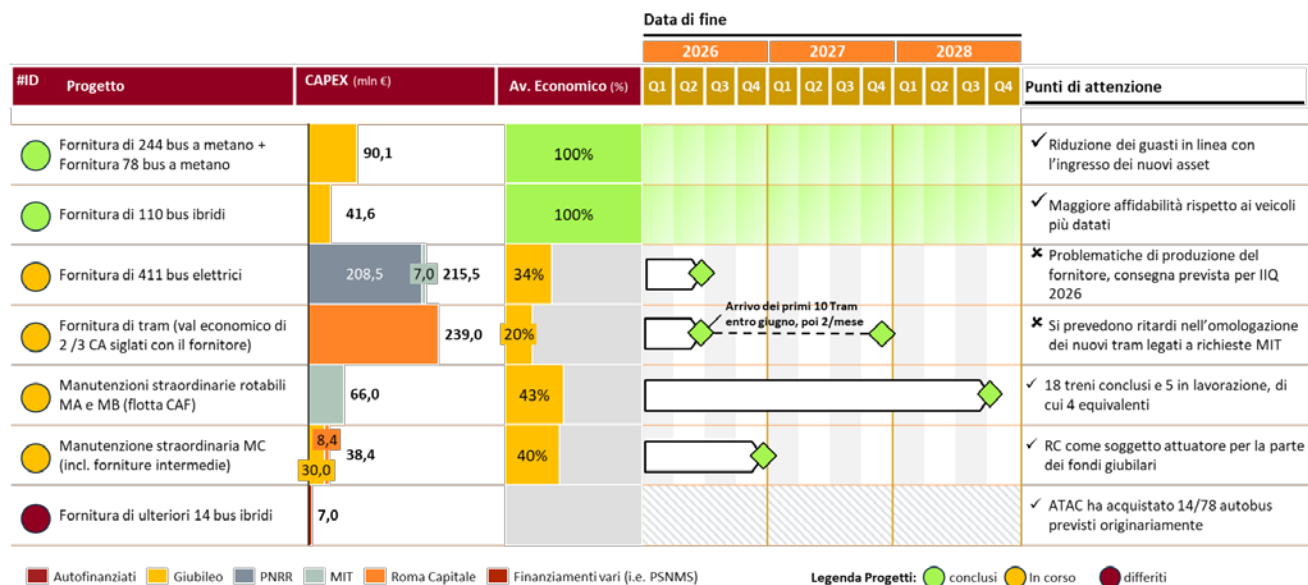 Data di fine
2026 2027 2028
#ID Progetto CAPEX (mln €) Av. Economico (%) Q1 Q2 Q3 Q4 Q1 Q2 Q3 Q4 Q1 Q2 Q3 Q4 Punti di attenzione
Fornitura di 244 bus a metano +
Fornitura 78 bus a metano
90,1
100%
✓ Riduzione dei guasti in linea con
l'ingresso dei nuovi asset
Fornitura di 110 bus ibridi
41,6
100%
✓ Maggiore affidabilità rispetto ai veicoli
più datati
Fornitura di 411 bus elettrici
208,5 7,0 215,5
34%
✘ Problematiche di produzione del
fornitore, consegna prevista per IIQ
2026
Fornitura di tram (val economico di
2 /3 CA siglati con il fornitore)
239,0
20%
Arrivo dei primi 10 Tram
entro giugno, poi 2/mese
✘ Si prevedono ritardi nell'omologazione
dei nuovi tram legati a richieste MIT
Manutenzioni straordinarie rotabili
MA e MB (flotta CAF)
66,0
43%
✓ 18 treni conclusi e 5 in lavorazione, di
cui 4 equivalenti
Manutenzione straordinaria MC
(incl. forniture intermedie)
8,4
30,0
38,4
40%
✓ RC come soggetto attuatore per la parte
dei fondi giubilari
Fornitura di ulteriori 14 bus ibridi
7,0
✓ ATAC ha acquistato 14/78 autobus
previsti originariamente
Autofinanziati Giubileo PNRR MIT Roma Capitale Finanziamenti vari (i.e. PSNMS) Legenda Progetti: conclusi In corso differiti